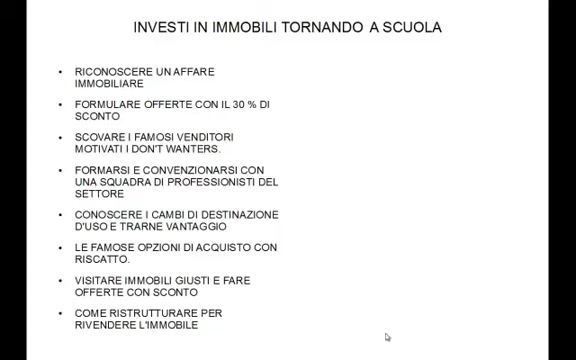 INVESTI IN IMMOBILI TORNANDO A SCUOLA
• RICONOSCERE UN AFFARE
IMMOBILIARE
• FORMULARE OFFERTE CON IL 30 % DI
SCONTO
• SCOVARE I FAMOSI VENDITORI
MOTIVATI I DON'T WANTERS.
• FORMARSI E CONVENZIONARSI CON
UNA SQUADRA DI PROFESSIONISTI DEL
SETTORE
• CONOSCERE I CAMBI DI DESTINAZIONE
D'USO E TRARNE VANTAGGIO
• LE FAMOSE OPZIONI DI ACQUISTO CON
RISCATTO.
• VISITARE IMMOBILI GIUSTI E FARE
OFFERTE CON SCONTO
• COME RISTRUTTURARE PER
RIVENDERE L'IMMOBILE